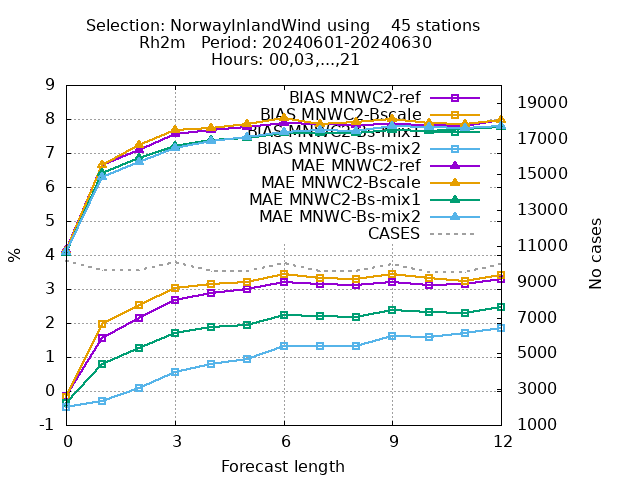 Selection: NorwayInlandWind using 45 stations
Rh2m Period: 20240601-20240630
Hours: 00,03,...,21
BIAS MNWC2-ref
BIAS MNWC2-Bscale
BIAS MNWC2-Bs-mix1
BIAS MNWC-Bs-mix2
MAE MNWC2-ref
MAE MNWC2-Bscale
MAE MNWC2-Bs-mix1
MAE MNWC-Bs-mix2
CASES
9
8
7
6
5
4
3
2
1
0
-1
%
19000
17000
15000
13000
11000
9000
7000
5000
3000
1000
No cases
0 3 6 9 12
Forecast length